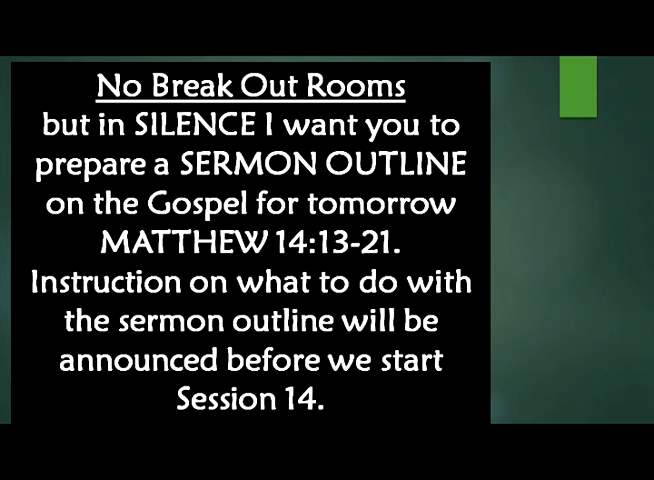 No Break Out Rooms
but in SILENCE I want you to
prepare a SERMON OUTLINE
on the Gospel for tomorrow
MATTHEW 14:13-21.
Instruction on what to do with
the sermon outline will be
announced before we start
Session 14.